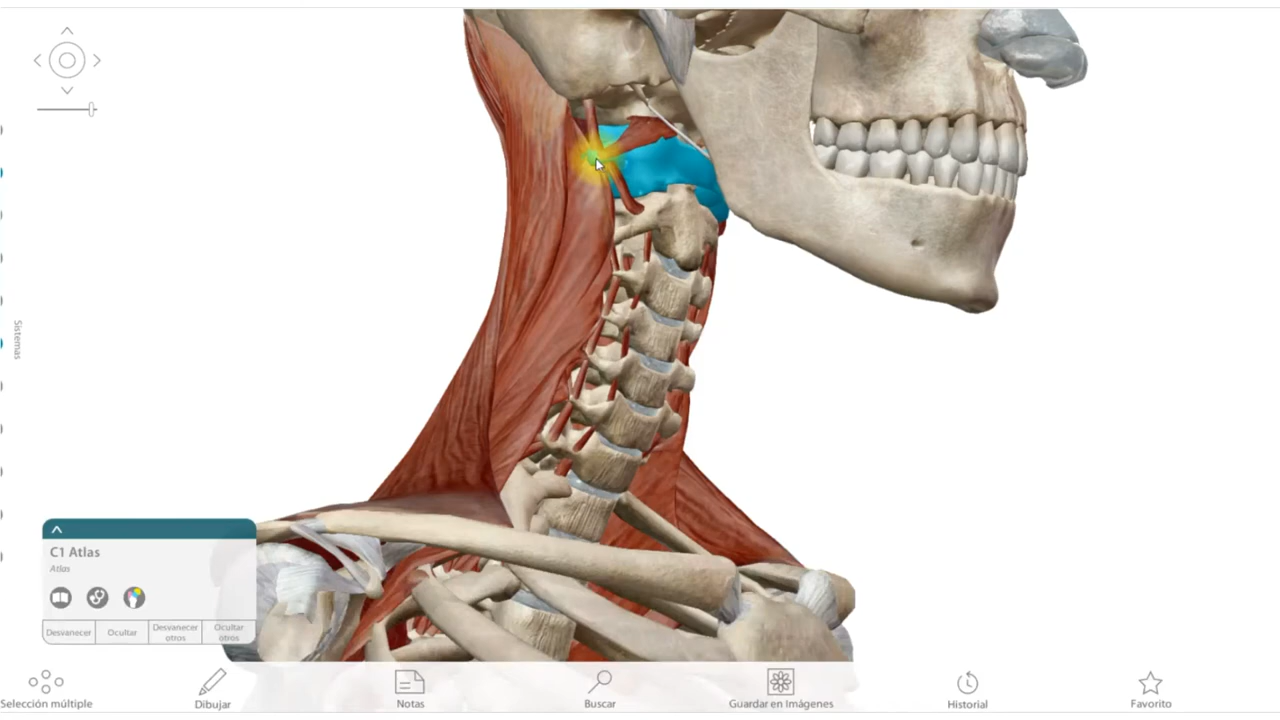 Sistemas
C1 Atlas
Atlas
Desvanecer
Ocultar
Desvanecer
otros
Ocultar
otros
Selección múltiple
Dibujar
Notas
Buscar
Guardar en Imágenes
Historial
Favorito